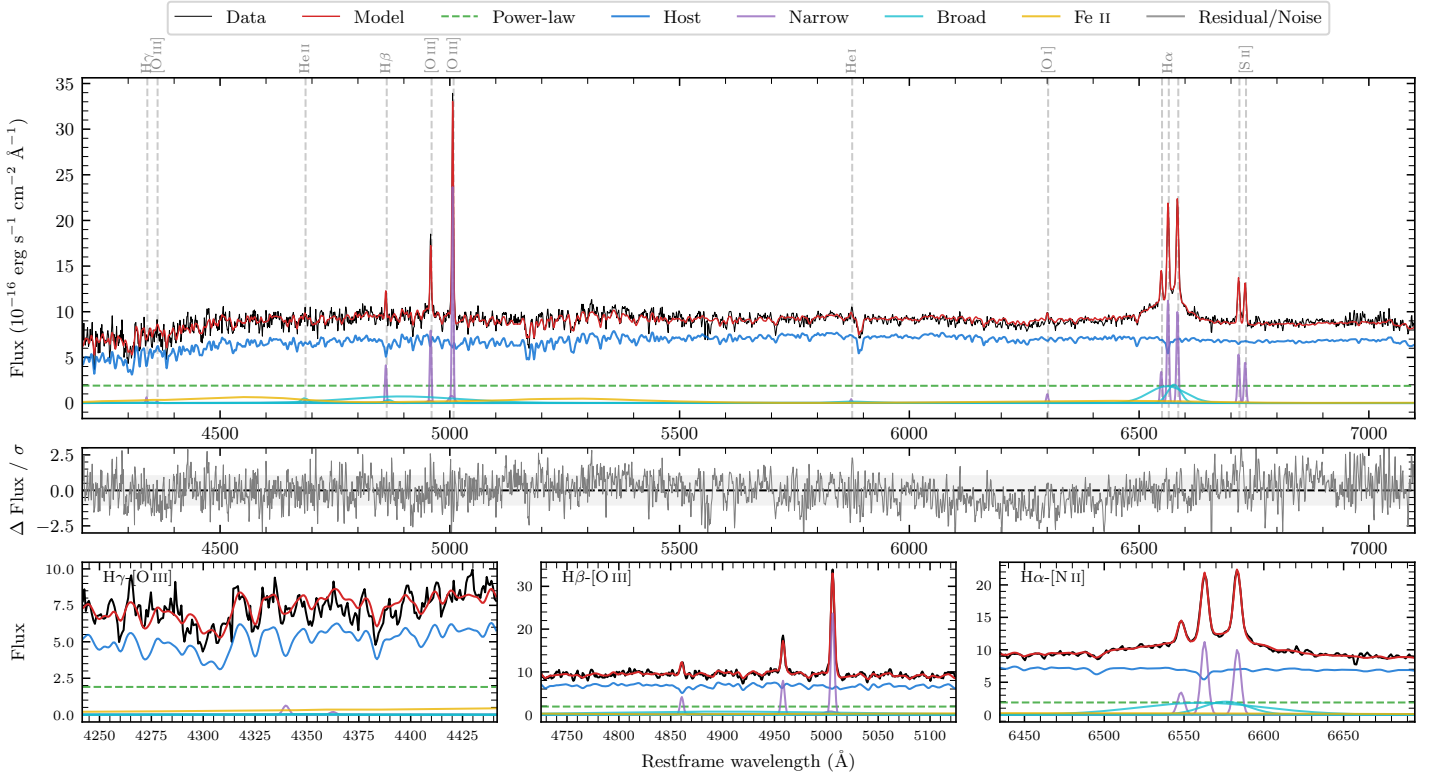 Data Model Power-law Host Narrow Broad Fe II Residual/Noise
Hγ [O III] He II Hβ [O III] [O III] He I [O I] Hα [S II]
Flux (10⁻¹⁶ erg s⁻¹ cm⁻² Å⁻¹)
35
30
25
20
15
10
5
0
4500 5000 5500 6000 6500 7000
Δ Flux / σ
2.5
0.0
−2.5
4500 5000 5500 6000 6500 7000
Flux
Hγ-[O III]
10.0
7.5
5.0
2.5
0.0
4250 4275 4300 4325 4350 4375 4400 4425
Hβ-[O III]
30
20
10
0
4750 4800 4850 4900 4950 5000 5050 5100
Hα-[N II]
20
15
10
5
0
6450 6500 6550 6600 6650
Restframe wavelength (Å)